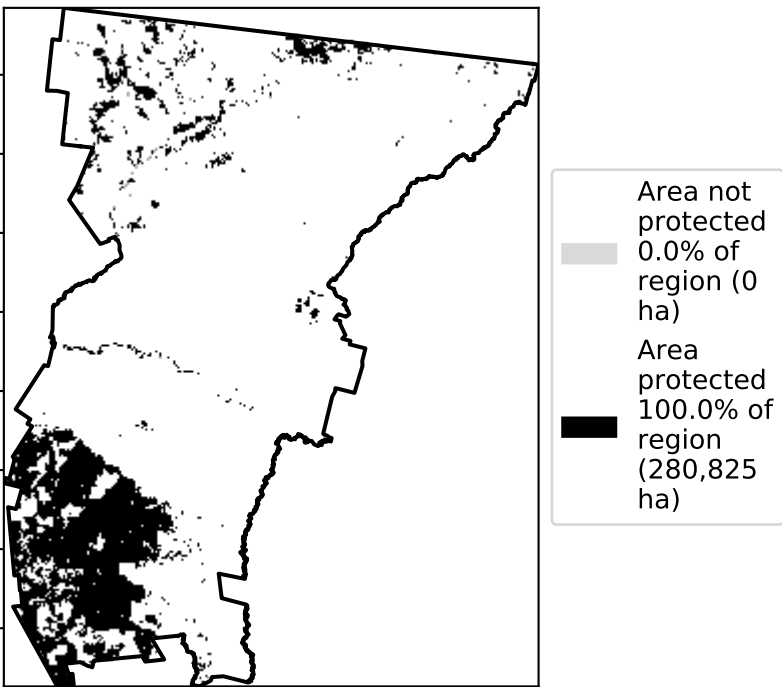 Area not
protected
0.0% of
region (0
ha)
Area
protected
100.0% of
region
(280,825
ha)